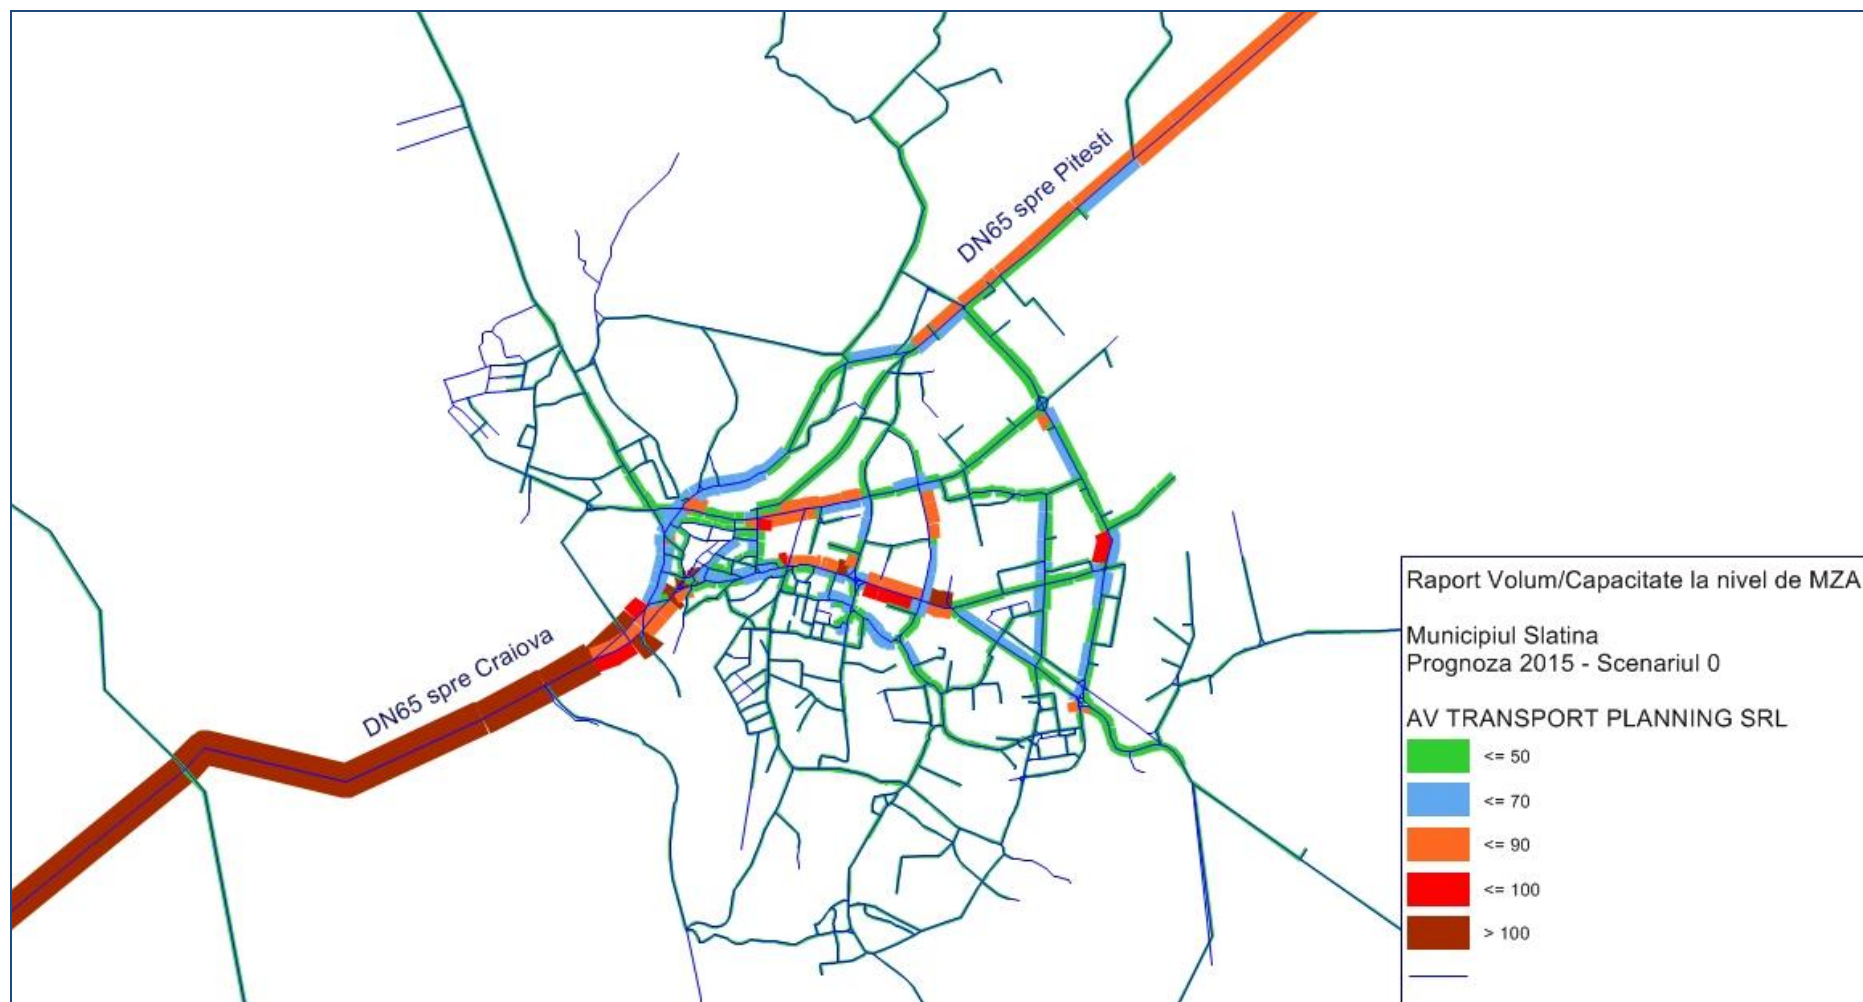 DN65 spre Pitesti
DN65 spre Craiova
Raport Volum/Capacitate la nivel de MZA
Municipiul Slatina
Prognoza 2015 - Scenariul 0
AV TRANSPORT PLANNING SRL
<= 50
<= 70
<= 90
<= 100
> 100